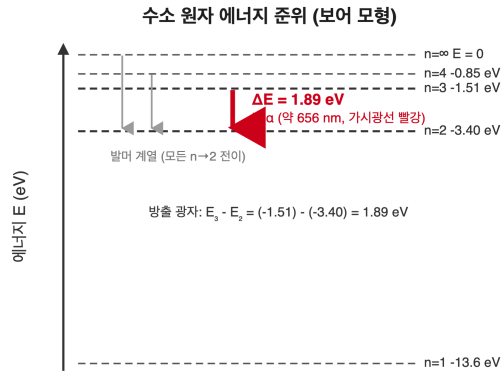 수소 원자 에너지 준위 (보어 모형)
n=∞ E = 0
n=4 -0.85 eV
n=3 -1.51 eV
ΔE = 1.89 eV
α (약 656 nm, 가시광선 빨강)
n=2 -3.40 eV
발머 계열 (모든 n→2 전이)
에너지 E (eV)
방출 광자: E₃ - E₂ = (-1.51) - (-3.40) = 1.89 eV
n=1 -13.6 eV